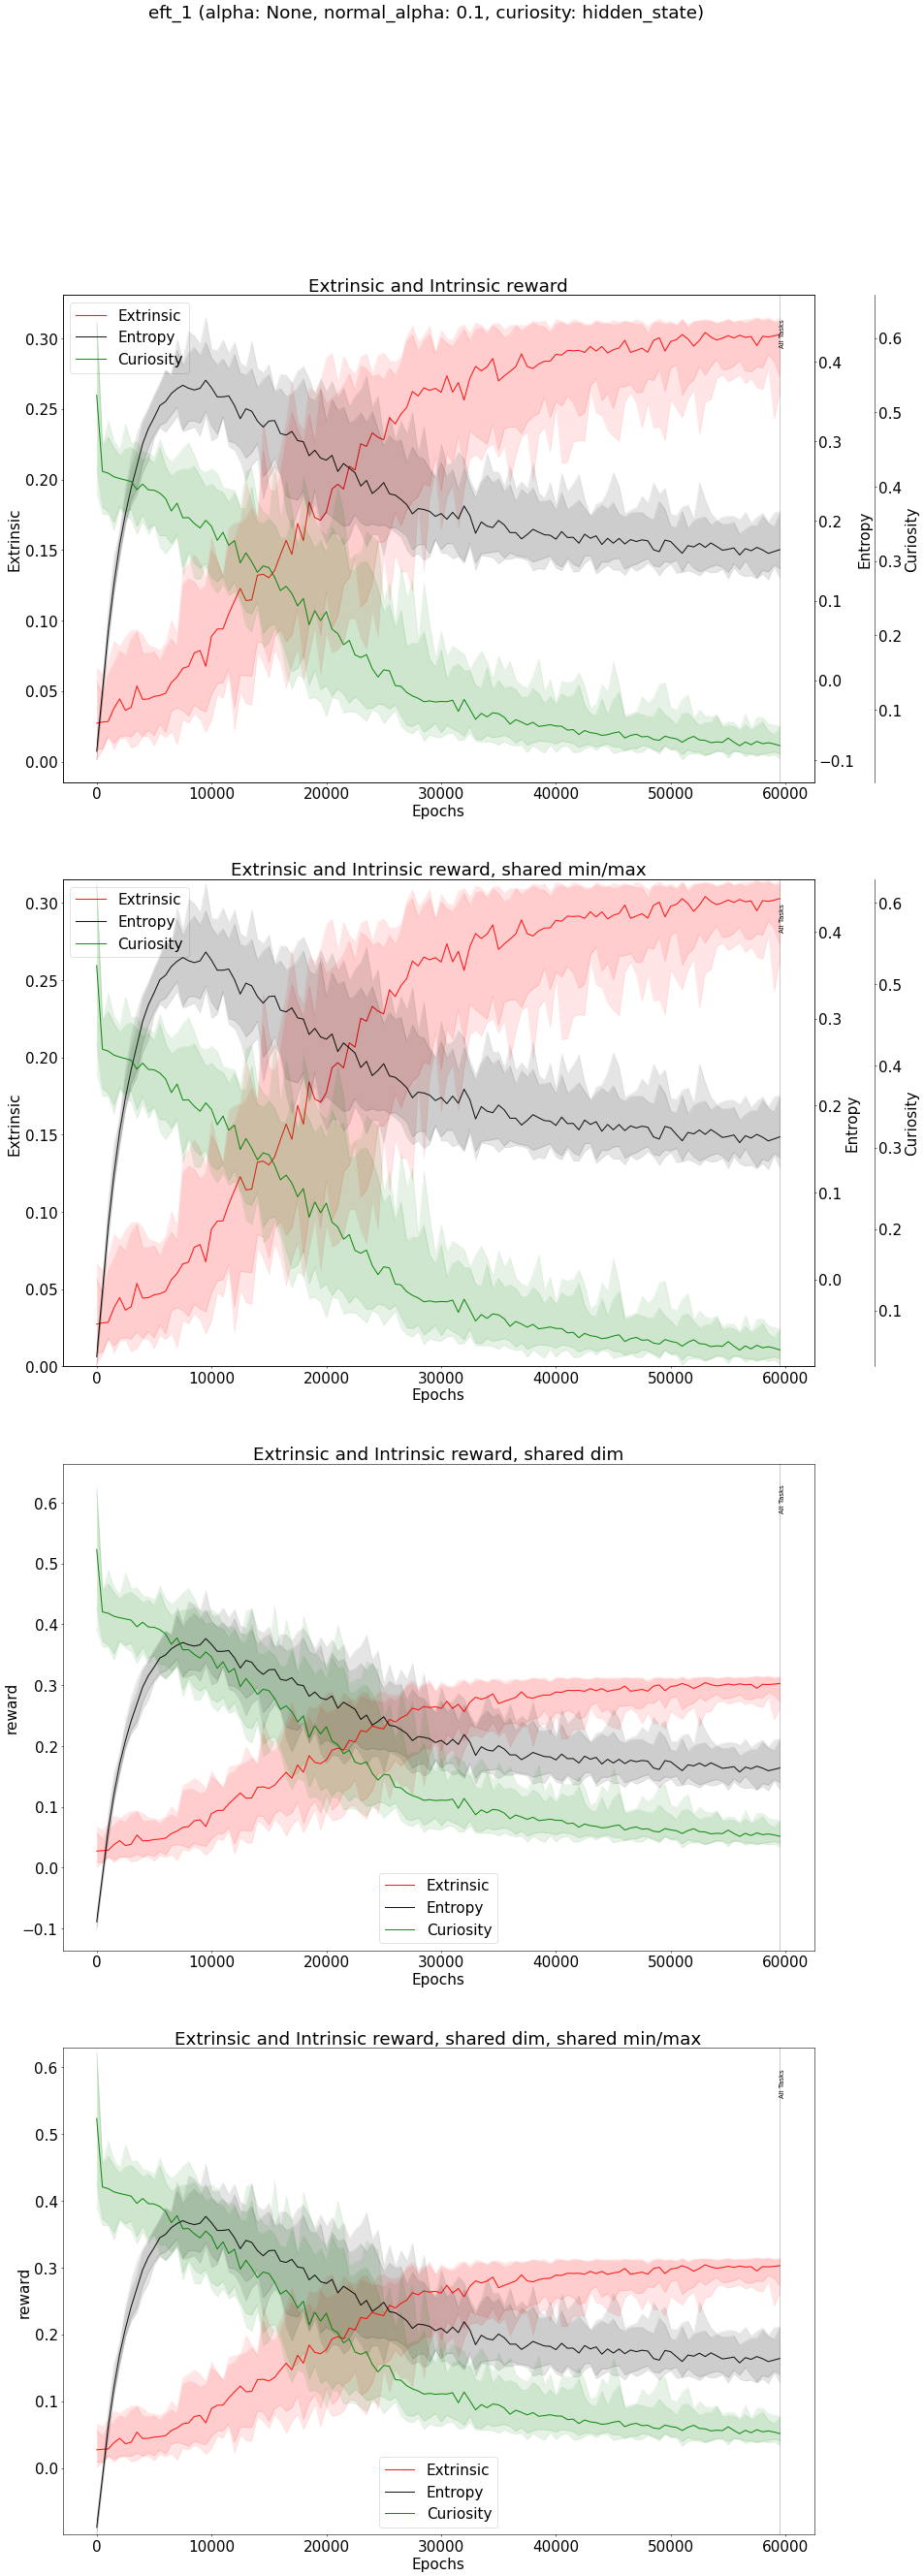 eft_1 (alpha: None, normal_alpha: 0.1, curiosity: hidden_state)
Extrinsic and Intrinsic reward
Extrinsic
Entropy
Curiosity
All Tasks
0.30
0.25
0.20
0.15
0.10
0.05
0.00
Extrinsic
0.4
0.3
0.2
0.1
0.0
−0.1
Entropy
0.6
0.5
0.4
0.3
0.2
0.1
Curiosity
0 10000 20000 30000 40000 50000 60000
Epochs
Extrinsic and Intrinsic reward, shared min/max
Extrinsic
Entropy
Curiosity
All Tasks
0.30
0.25
0.20
0.15
0.10
0.05
0.00
Extrinsic
0.4
0.3
0.2
0.1
0.0
Entropy
0.6
0.5
0.4
0.3
0.2
0.1
Curiosity
0 10000 20000 30000 40000 50000 60000
Epochs
Extrinsic and Intrinsic reward, shared dim
All Tasks
0.6
0.5
0.4
0.3
0.2
0.1
0.0
−0.1
reward
Extrinsic
Entropy
Curiosity
0 10000 20000 30000 40000 50000 60000
Epochs
Extrinsic and Intrinsic reward, shared dim, shared min/max
All Tasks
0.6
0.5
0.4
0.3
0.2
0.1
0.0
reward
Extrinsic
Entropy
Curiosity
0 10000 20000 30000 40000 50000 60000
Epochs